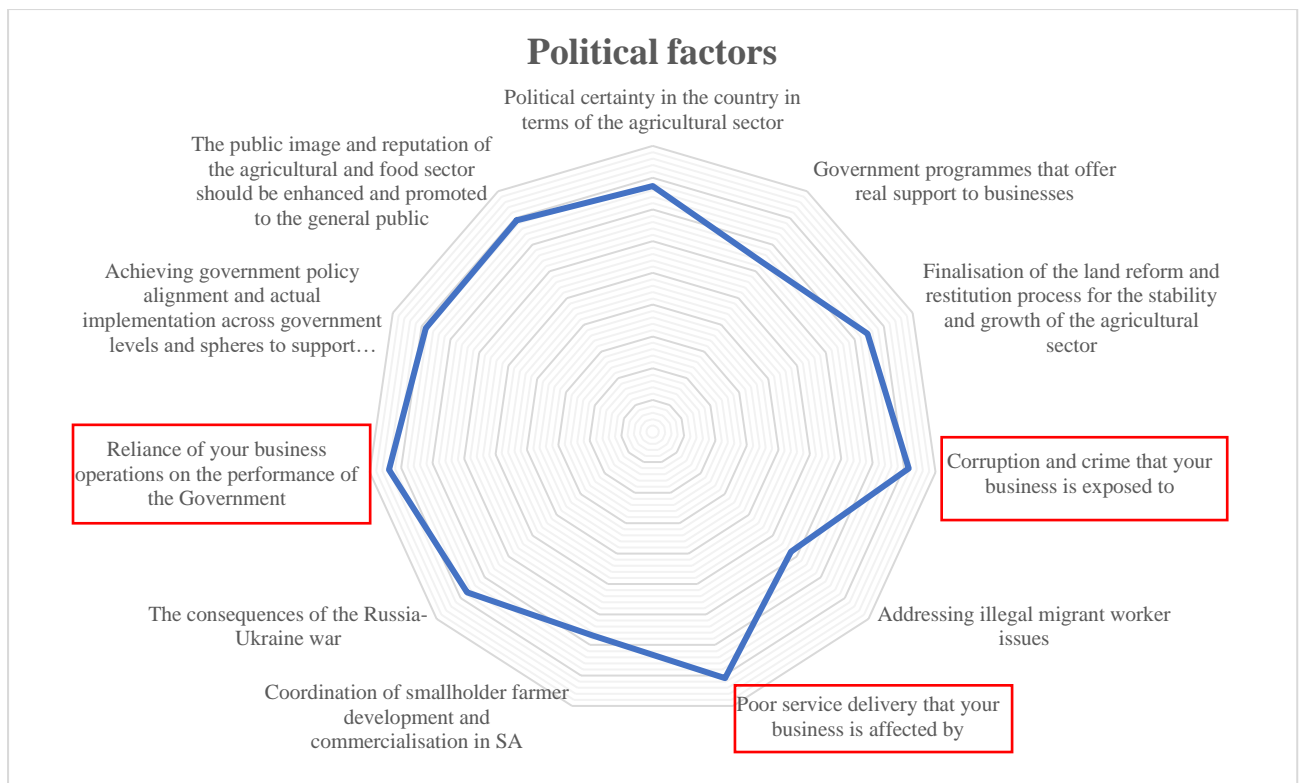 Political factors
Political certainty in the country in
terms of the agricultural sector
Government programmes that offer
real support to businesses
Finalisation of the land reform and
restitution process for the stability
and growth of the agricultural
sector
Corruption and crime that your
business is exposed to
Addressing illegal migrant worker
issues
Poor service delivery that your
business is affected by
Coordination of smallholder farmer
development and
commercialisation in SA
The consequences of the Russia-
Ukraine war
Reliance of your business
operations on the performance of
the Government
Achieving government policy
alignment and actual
implementation across government
levels and spheres to support…
The public image and reputation of
the agricultural and food sector
should be enhanced and promoted
to the general public